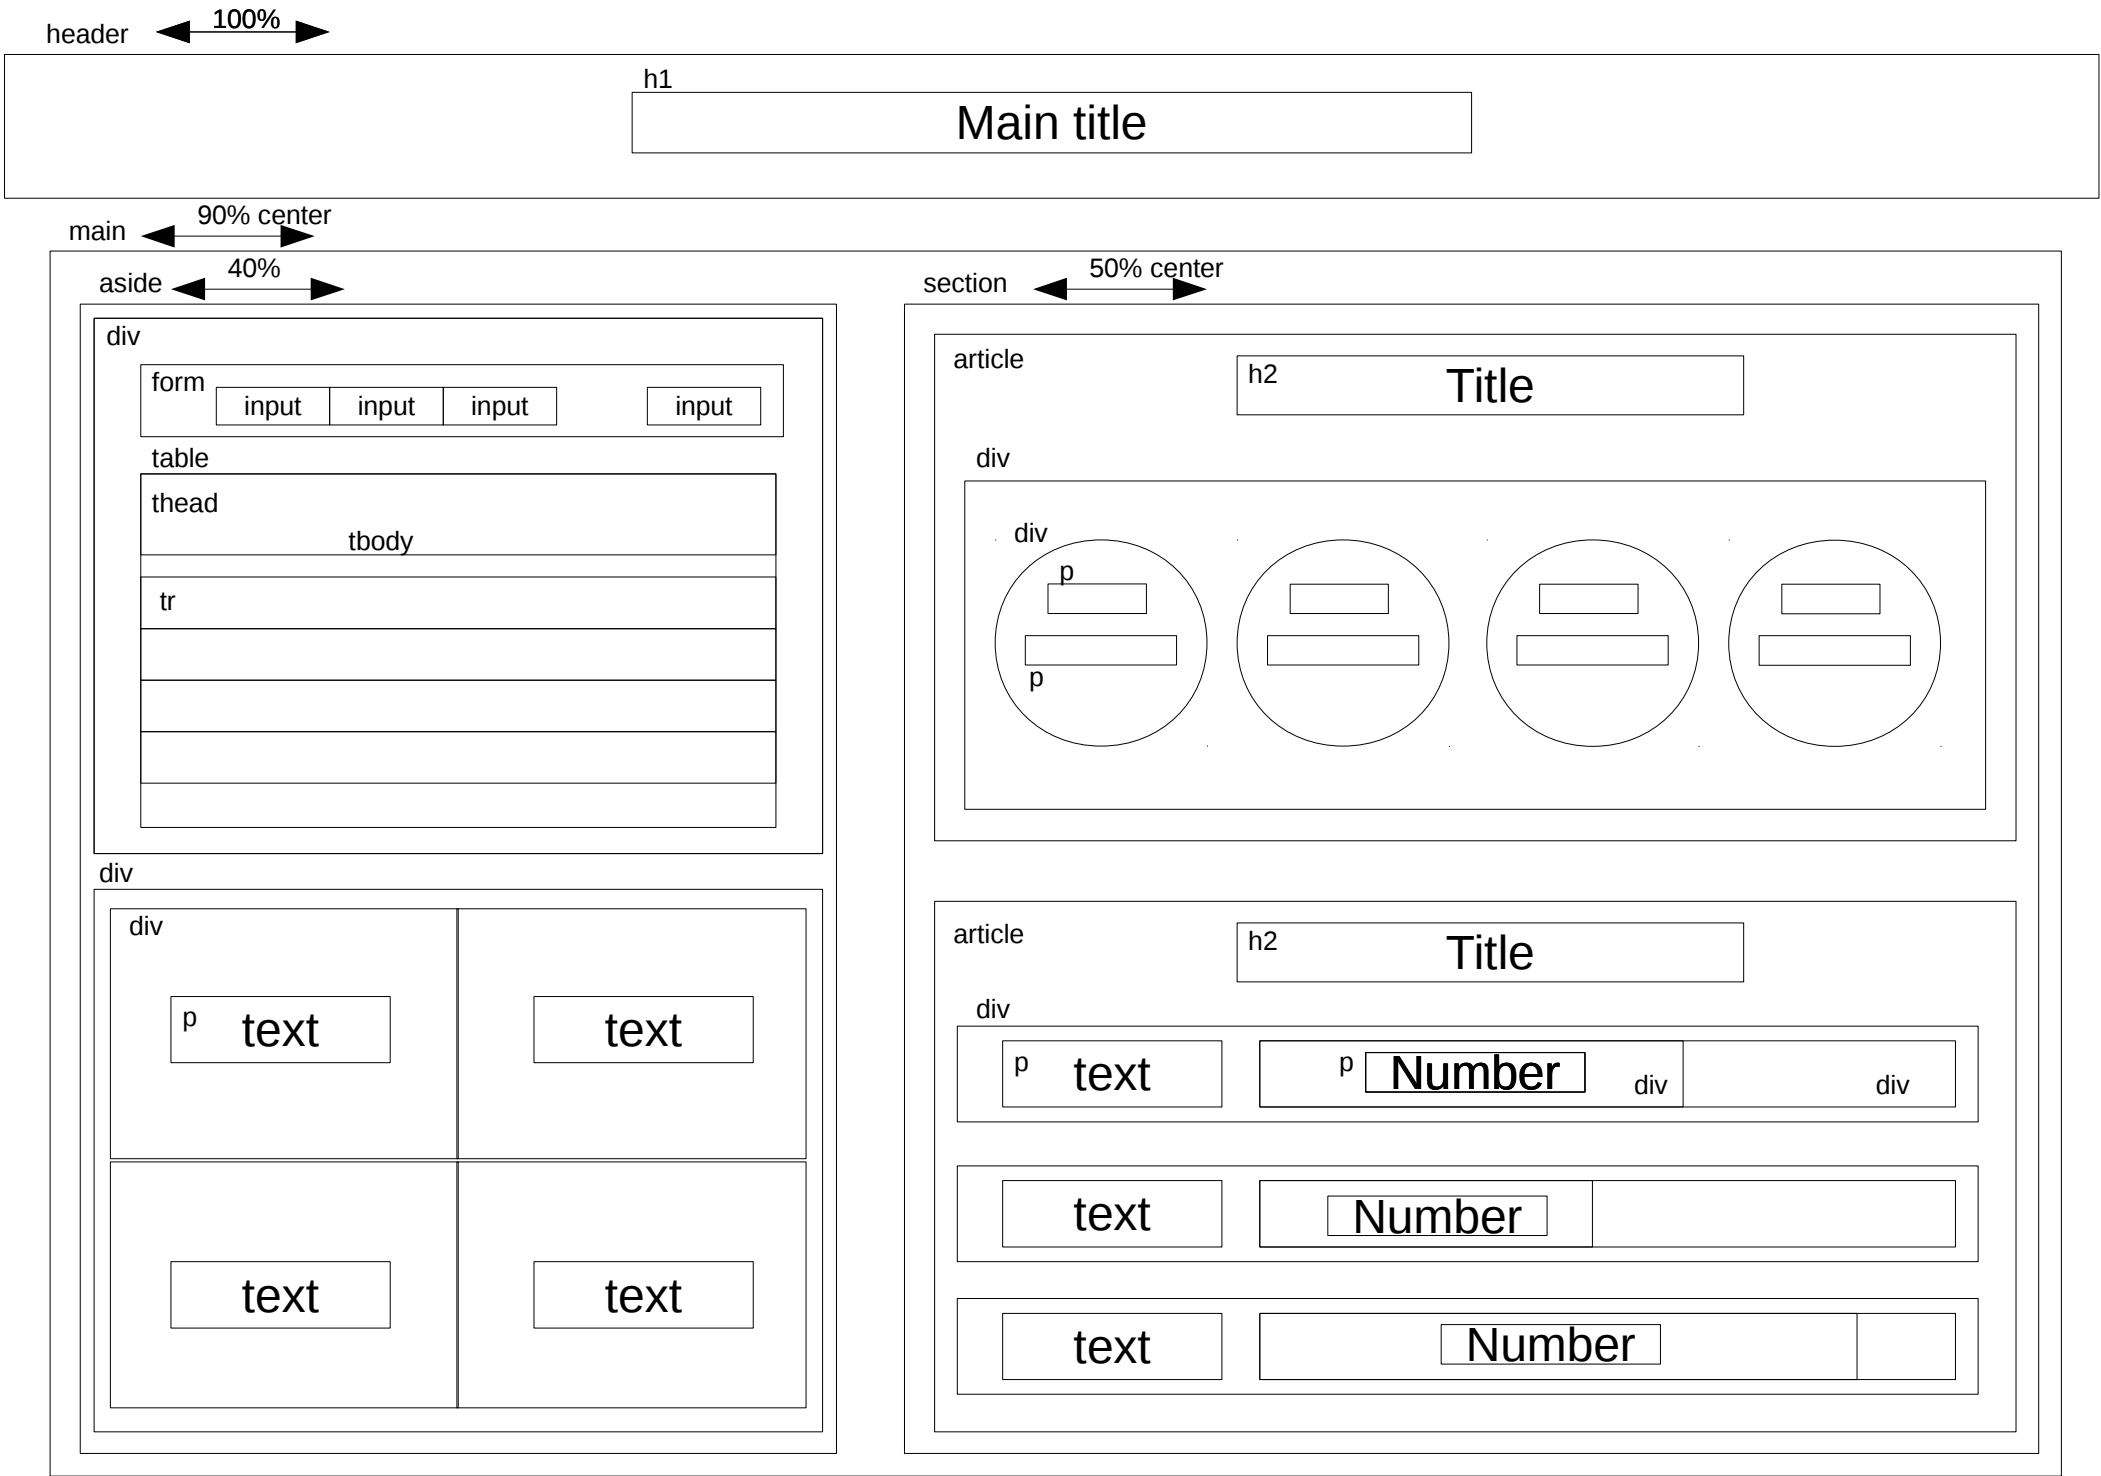 header
100%
h1
Main title
main
90% center
aside
40%
div
form
input input input input
table
thead
tbody
tr
div
div
p text
text
text
text
section
50% center
article
h2 Title
div
div
p
p
article
h2 Title
div
p text
p Number
div
div
text
Number
text
Number